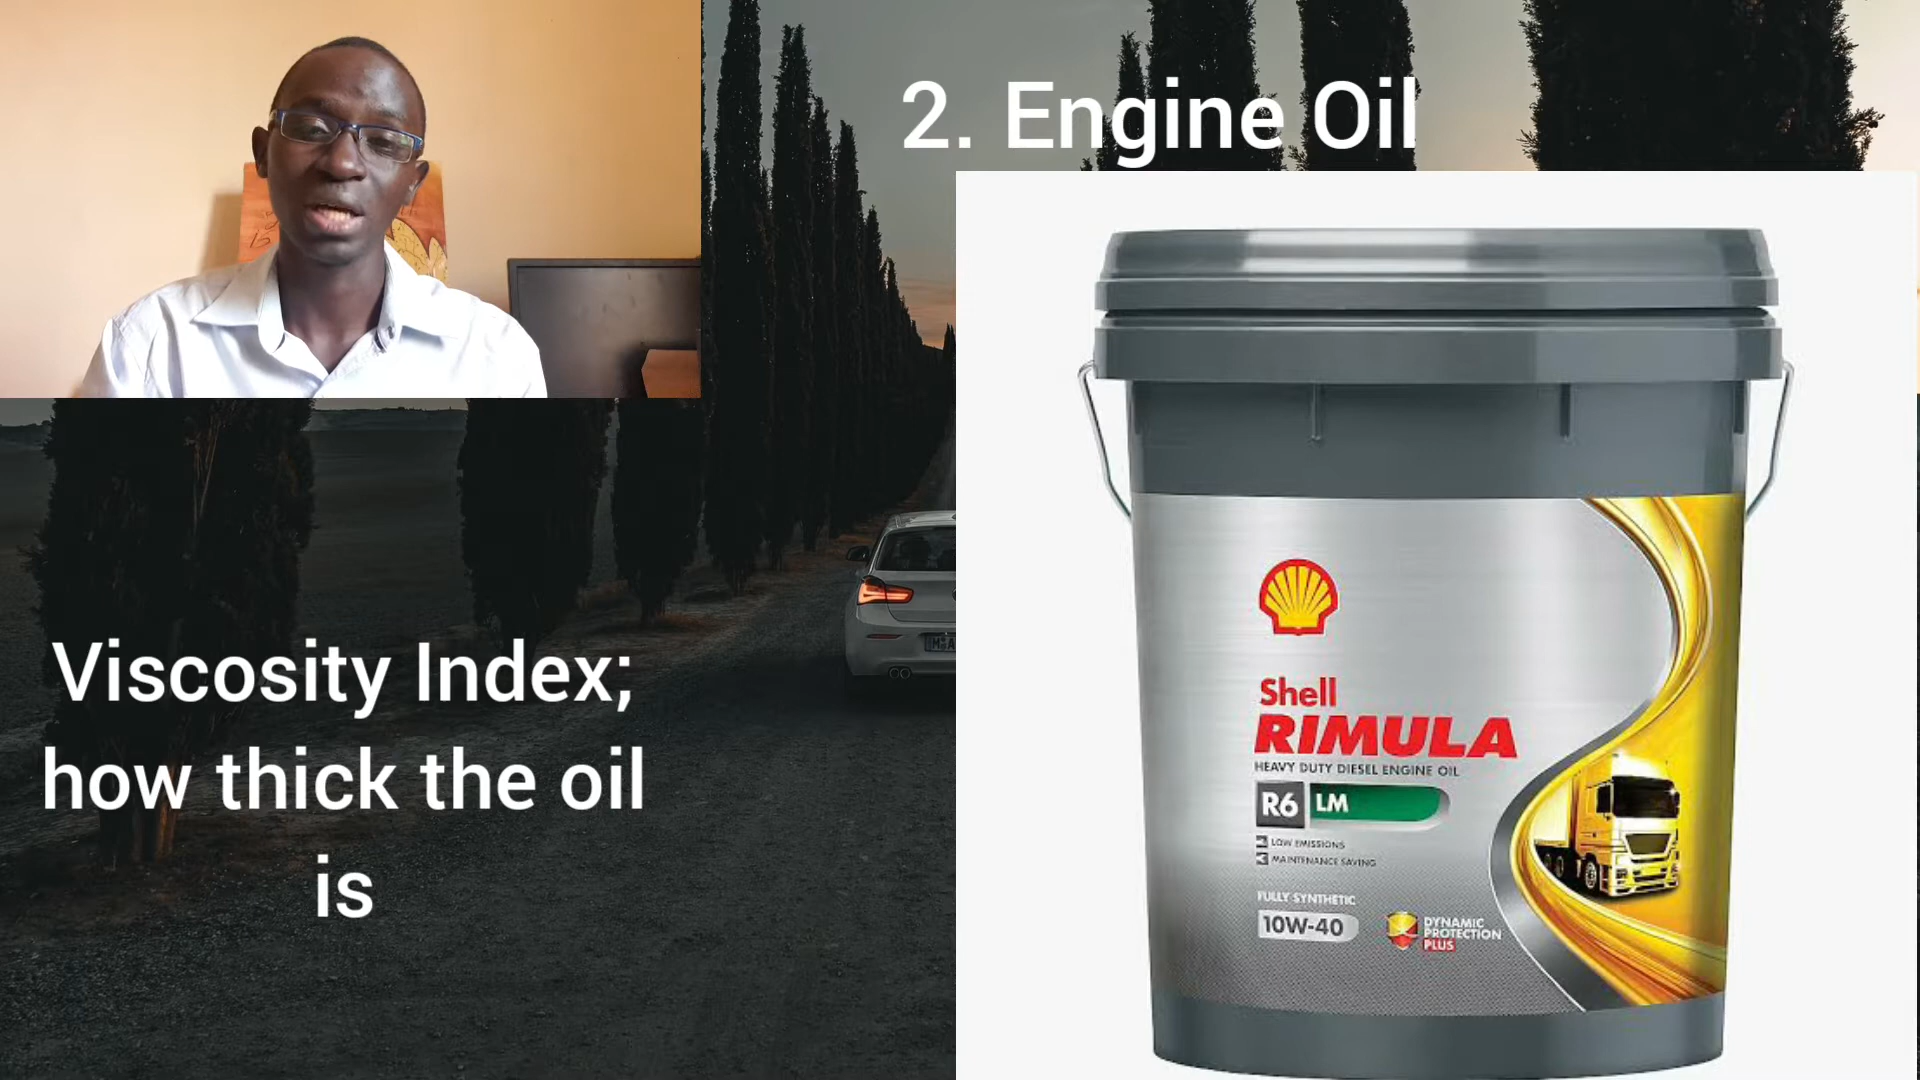 2. Engine Oil
Viscosity Index;
how thick the oil
is
Shell
RIMULA
HEAVY DUTY DIESEL ENGINE OIL
R6 LM
LOW EMISSIONS
MAINTENANCE SAVING
FULLY SYNTHETIC
10W-40
DYNAMIC
PROTECTION
PLUS